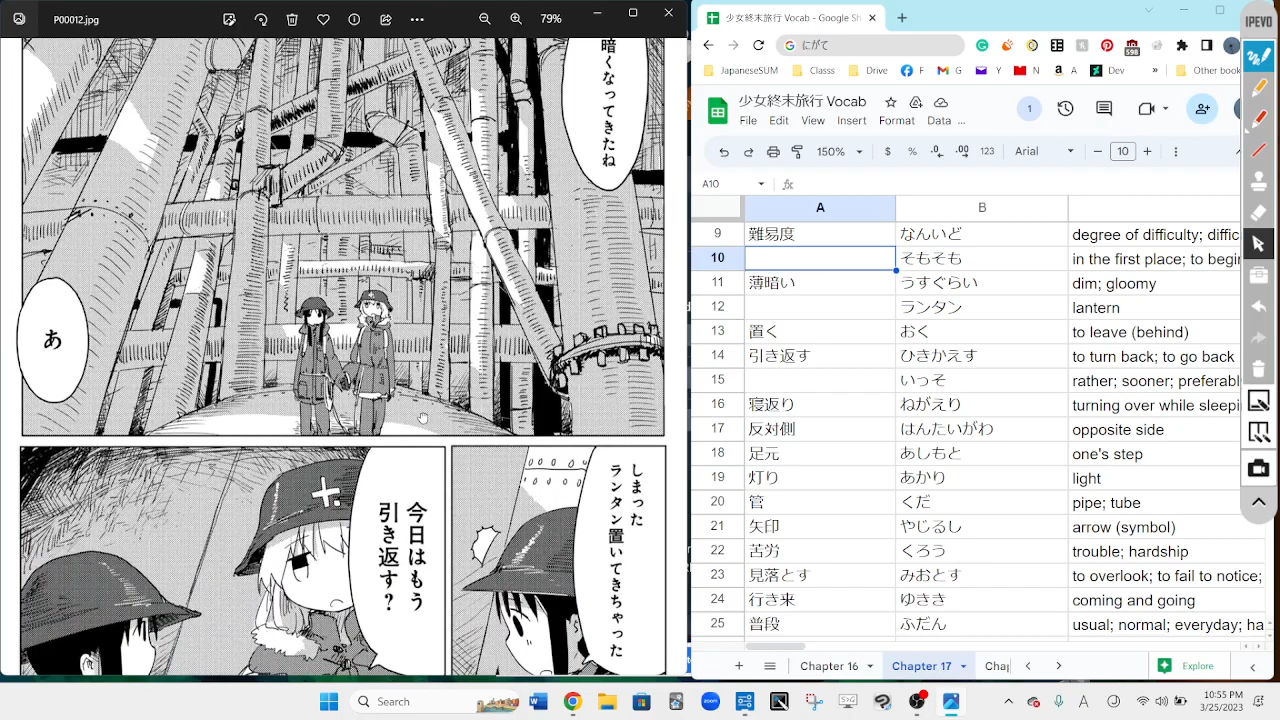 P00012.jpg
79%
暗くなってきたね
あ
しまった
ランタン置いてきちゃった
今日はもう
引き返す?
少女終末旅行 Vocab - Google Sh
にがて
JapaneseSUM
Classs
Drive
F
G
Y
N
A
Der
»
Other book
少女終末旅行 Vocab
File Edit View Insert Format Data ...
1
150%
$ % .0 .00 123
Arial
10
A10
fx
A B
9 難易度 なんいど degree of difficulty; diffic
10 そもそも in the first place; to begin
11 薄暗い うすぐらい dim; gloomy
12 ランタン lantern
13 置く おく to leave (behind)
14 引き返す ひきかえす to turn back; to go back
15 いっそ rather; sooner; preferabl
16 寝返り ねがえり turning over while sleepin
17 反対側 はんたいがわ opposite side
18 足元 あしもと one's step
19 灯り あかり light
20 管 くだ pipe; tube
21 矢印 やじるし arrow (symbol)
22 苦労 くろう trouble; hardship
23 見落とす みおとす to overlook; to fail to notice;
24 行き来 ゆきき coming and going
25 普段 ふだん usual; normal; everyday; ha
Chapter 16 Chapter 17 Chap
Explore
IPEVO
Search
zoom
10:55 PM